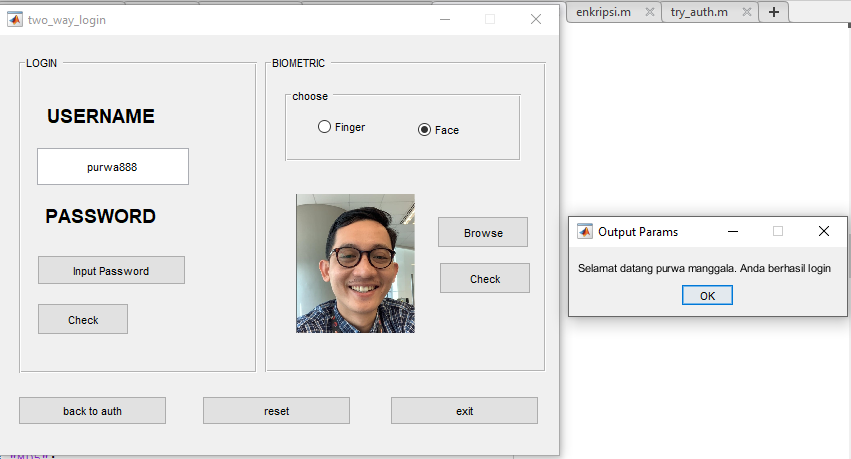 two_way_login
enkripsi.m
try_auth.m
LOGIN
USERNAME
purwa888
PASSWORD
Input Password
Check
BIOMETRIC
choose
Finger
Face
Browse
Check
back to auth
reset
exit
Output Params
Selamat datang purwa manggala. Anda berhasil login
OK